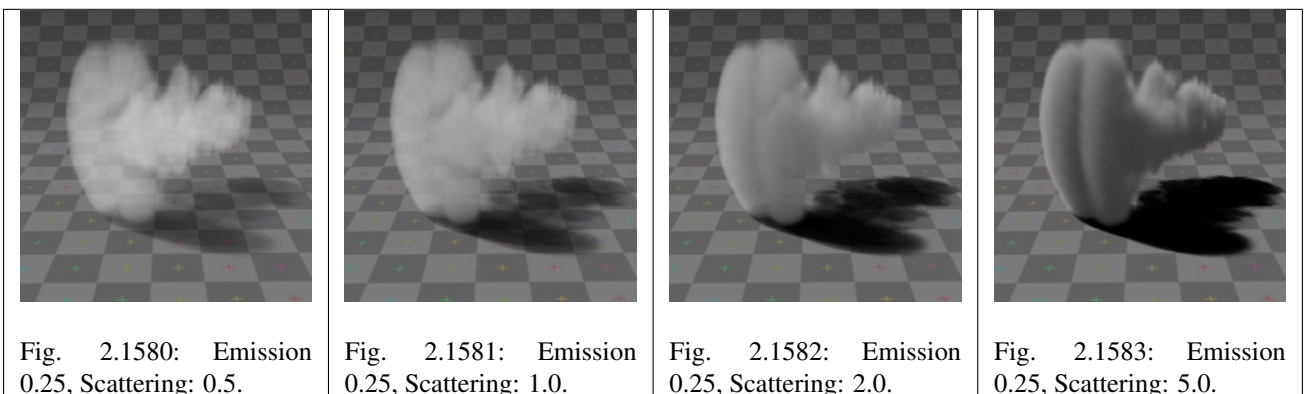 Fig. 2.1580: Emission
0.25, Scattering: 0.5.
Fig. 2.1581: Emission
0.25, Scattering: 1.0.
Fig. 2.1582: Emission
0.25, Scattering: 2.0.
Fig. 2.1583: Emission
0.25, Scattering: 5.0.